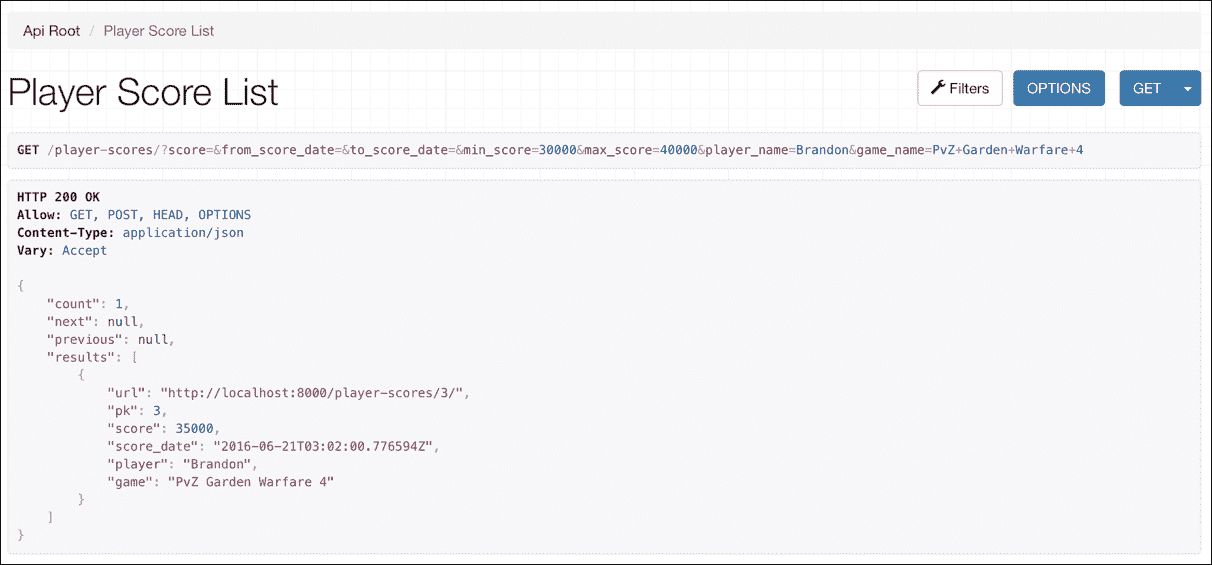 Api Root / Player Score List
Player Score List
Filters OPTIONS GET
GET /player-scores/?score=&from_score_date=&to_score_date=&min_score=30000&max_score=40000&player_name=Brandon&game_name=PvZ+Garden+Warfare+4
HTTP 200 OK
Allow: GET, POST, HEAD, OPTIONS
Content-Type: application/json
Vary: Accept
{
    "count": 1,
    "next": null,
    "previous": null,
    "results": [
        {
            "url": "http://localhost:8000/player-scores/3/",
            "pk": 3,
            "score": 35000,
            "score_date": "2016-06-21T03:02:00.776594Z",
            "player": "Brandon",
            "game": "PvZ Garden Warfare 4"
        }
    ]
}